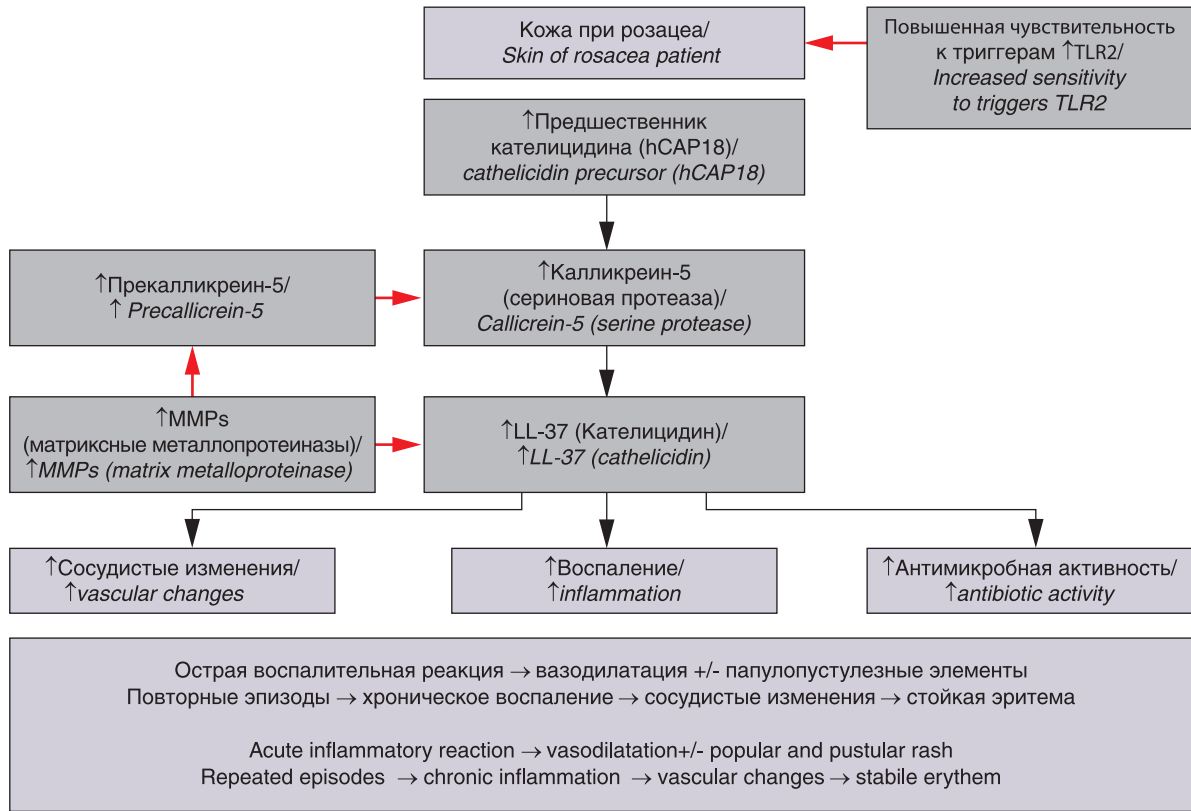 Кожа при розацеа/
Skin of rosacea patient
Повышенная чувствительность
к триггерам ↑TLR2/
Increased sensitivity
to triggers TLR2
↑Предшественник
кателицидина (hCAP18)/
cathelicidin precursor (hCAP18)
↑Прекалликреин-5/
↑ Precallicrein-5
↑Калликреин-5
(сериновая протеаза)/
Callicrein-5 (serine protease)
↑MMPs
(матриксные металлопротеиназы)/
↑MMPs (matrix metalloproteinase)
↑LL-37 (Кателицидин)/
↑LL-37 (cathelicidin)
↑Сосудистые изменения/
↑vascular changes
↑Воспаление/
↑inflammation
↑Антимикробная активность/
↑antibiotic activity
Острая воспалительная реакция → вазодилатация +/- папулопустулезные элементы
Повторные эпизоды → хроническое воспаление → сосудистые изменения → стойкая эритема
Acute inflammatory reaction → vasodilatation+/- popular and pustular rash
Repeated episodes → chronic inflammation → vascular changes → stabile erythem